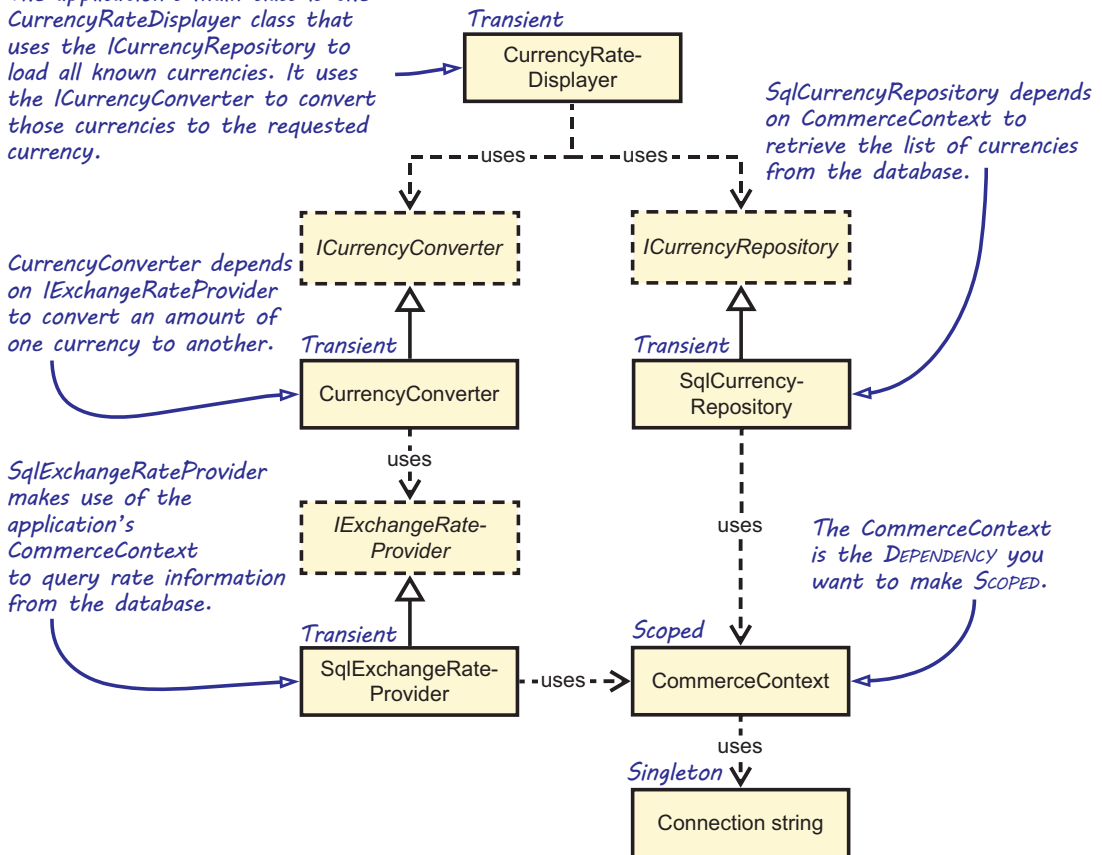 CurrencyRateDisplayer class that
uses the ICurrencyRepository to
load all known currencies. It uses
the ICurrencyConverter to convert
those currencies to the requested
currency.
Transient
CurrencyRate-
Displayer
SqlCurrencyRepository depends
on CommerceContext to
retrieve the list of currencies
from the database.
uses
uses
ICurrencyConverter
ICurrencyRepository
CurrencyConverter depends
on IExchangeRateProvider
to convert an amount of
one currency to another.
Transient
CurrencyConverter
Transient
SqlCurrency-
Repository
uses
SqlExchangeRateProvider
makes use of the
application's
CommerceContext
to query rate information
from the database.
IExchangeRate-
Provider
uses
The CommerceContext
is the DEPENDENCY you
want to make SCOPED.
Transient
SqlExchangeRate-
Provider
uses
Scoped
CommerceContext
uses
Singleton
Connection string